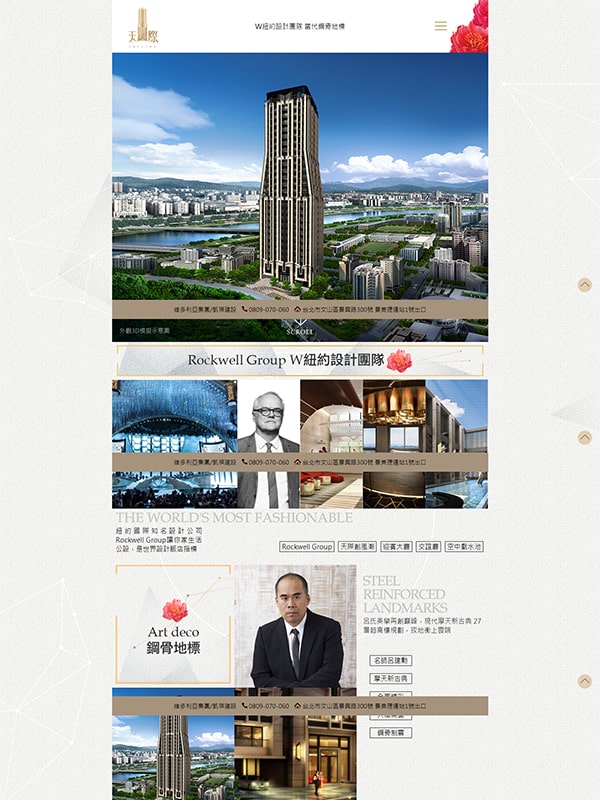 天際
W紐約設計團隊 當代鋼骨地標
維多利亞集團/凱棨建設 0809-070-060 台北市文山區景興路300號 景美捷運站1號出口
外觀3D模擬示意圖
SCROLL
Rockwell Group W紐約設計團隊
維多利亞集團/凱棨建設 0809-070-060 台北市文山區景興路300號 景美捷運站1號出口
THE WORLD'S MOST FASHIONABLE
紐約國際知名設計公司
Rockwell Group讓你家生活
公設，是世界設計飯店指標
Rockwell Group 天際創風潮 迎賓大廳 交誼廳 空中戲水池
Art deco
鋼骨地標
STEEL
REINFORCED
LANDMARKS
呂氏美學再創巔峰，現代摩天新古典 27
層超高樓規劃，拔地衝上雲端
名師呂建勳
摩天新古典
維多利亞集團/凱棨建設 0809-070-060 台北市文山區景興路300號 景美捷運站1號出口
鋼骨制震